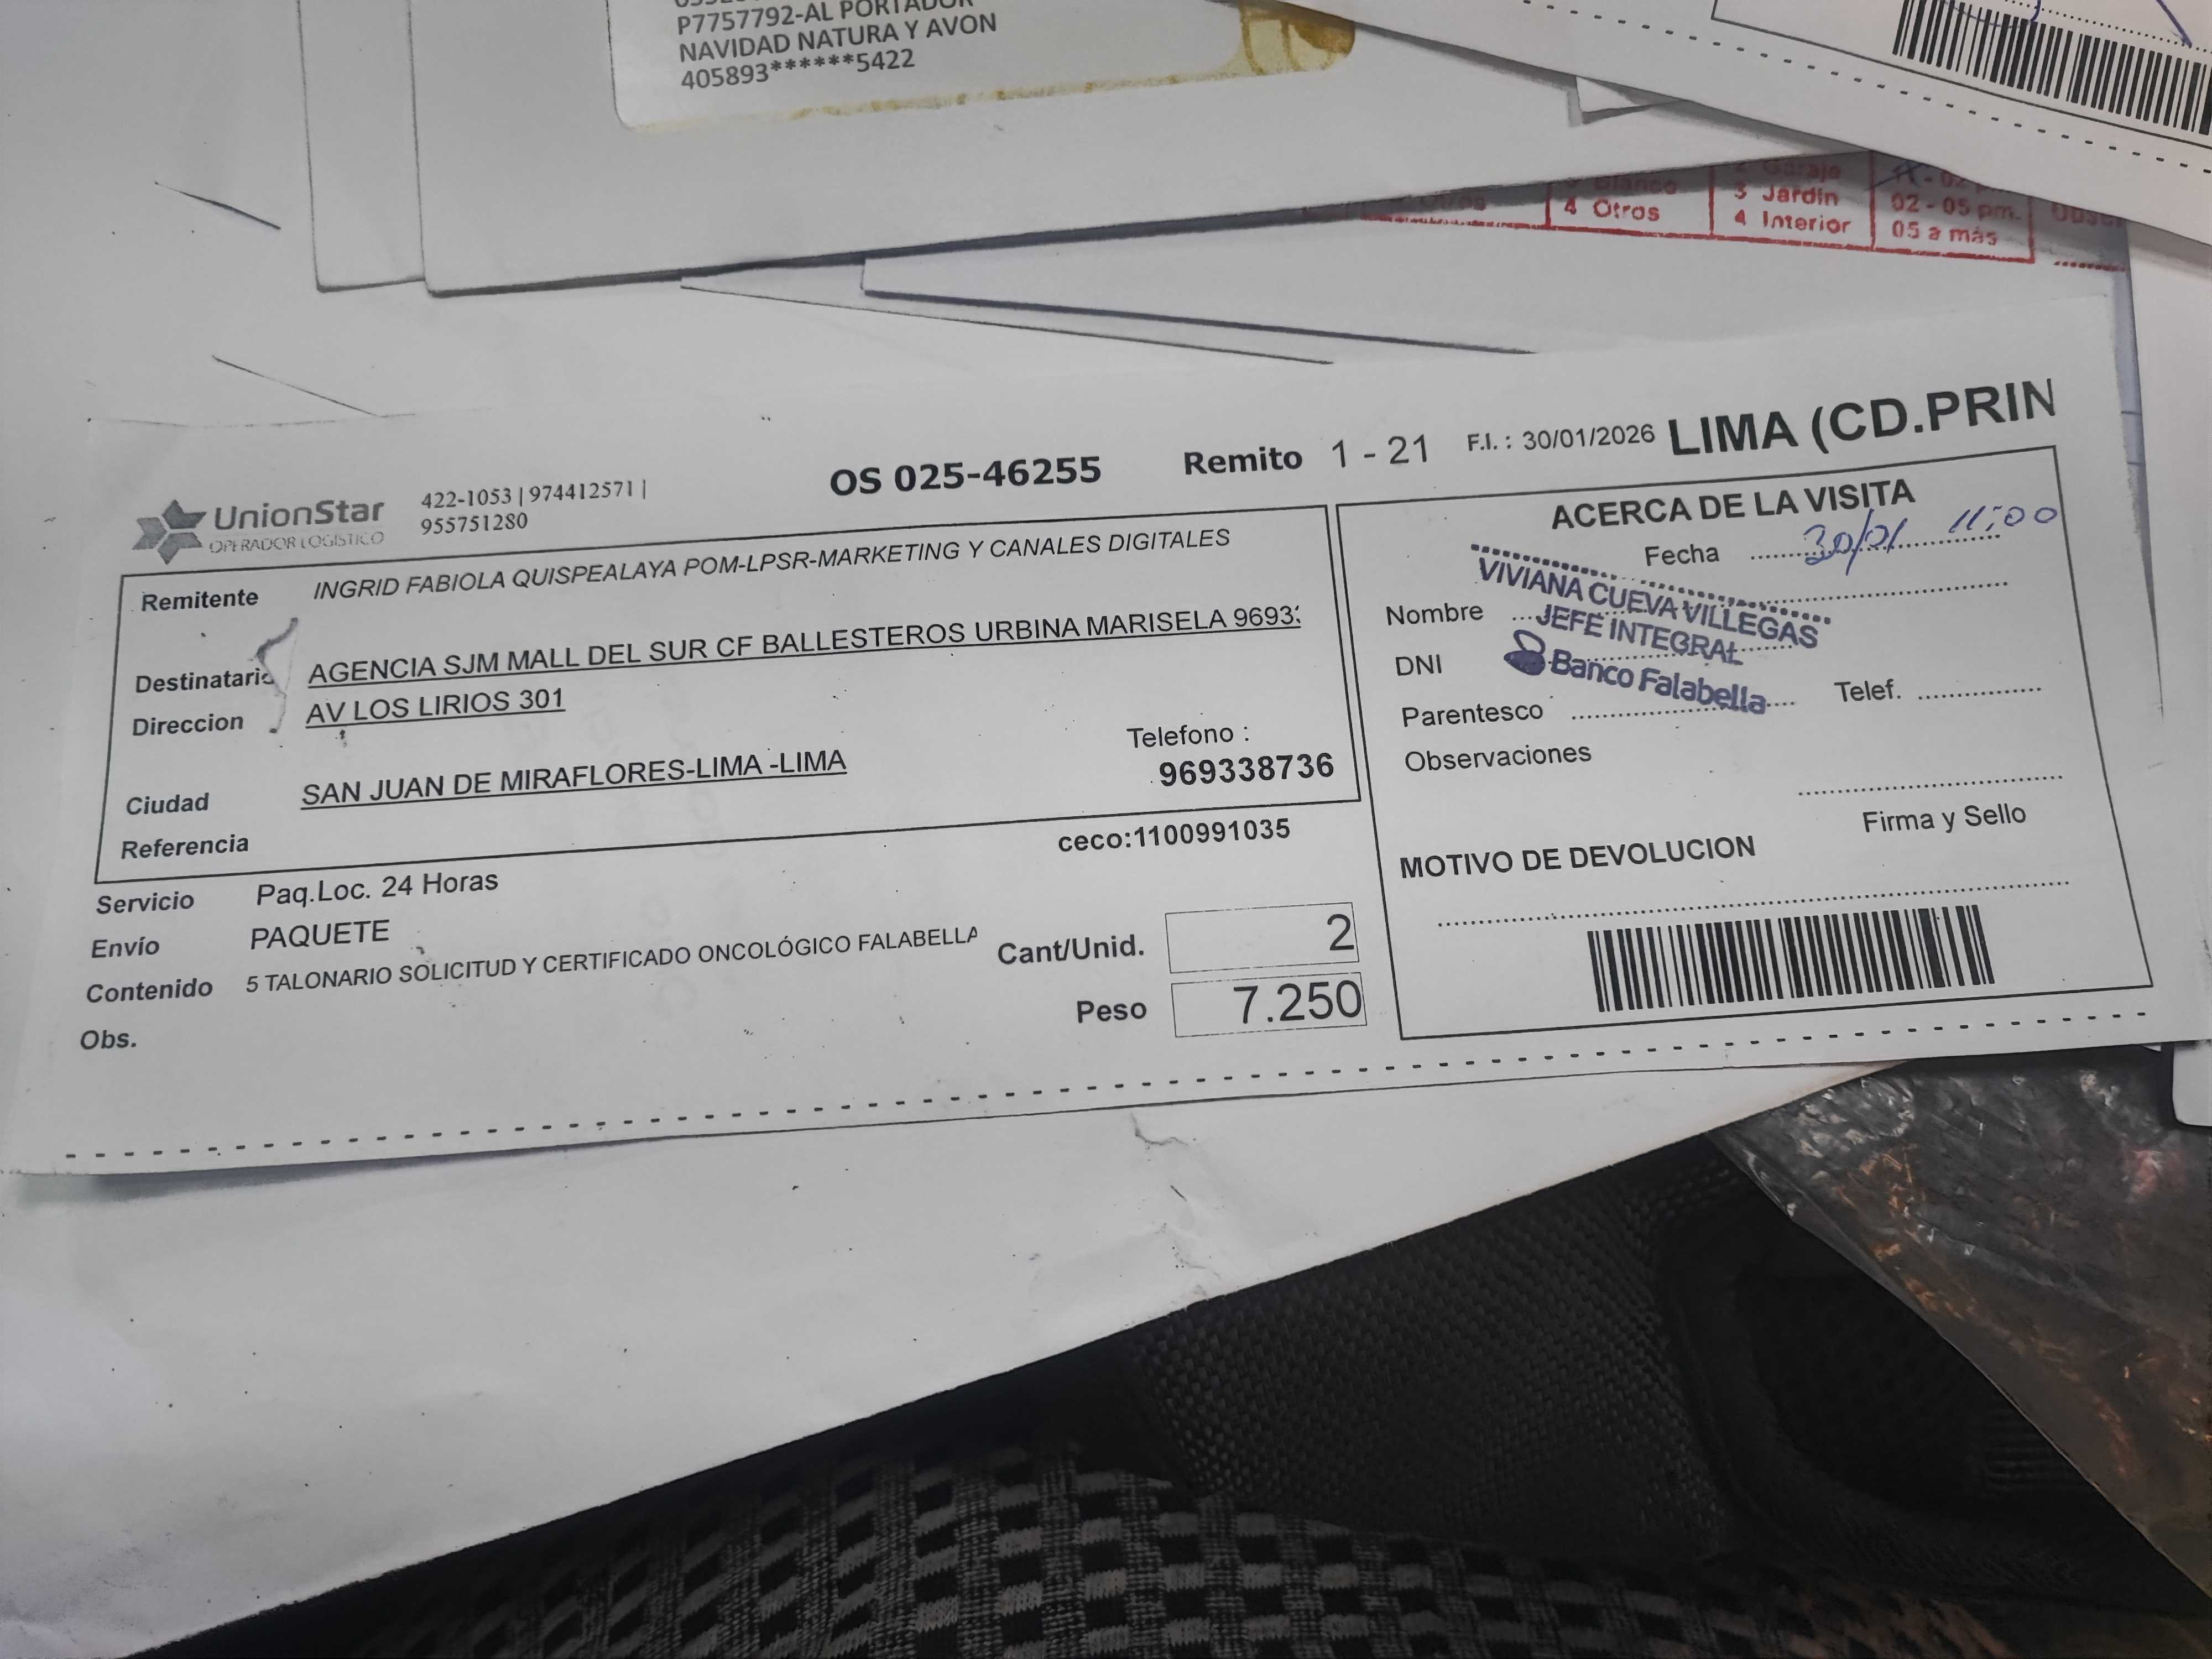 P7757792-AL PORTADOR
NAVIDAD NATURA Y AVON
405893******5422
4 Otros
3 Jardín
4 Interior
02 - 05 pm.
05 a más
UnionStar
OPERADOR LOGÍSTICO
422-1053 | 974412571 |
955751280
OS 025-46255
Remito 1 - 21
F.I. : 30/01/2026
LIMA (CD.PRIN
Remitente INGRID FABIOLA QUISPEALAYA POM-LPSR-MARKETING Y CANALES DIGITALES
Destinatario AGENCIA SJM MALL DEL SUR CF BALLESTEROS URBINA MARISELA 9693
Direccion AV LOS LIRIOS 301
Telefono :
969338736
Ciudad SAN JUAN DE MIRAFLORES-LIMA -LIMA
Referencia
ceco:1100991035
Servicio Paq.Loc. 24 Horas
Envío PAQUETE
Contenido 5 TALONARIO SOLICITUD Y CERTIFICADO ONCOLÓGICO FALABELLA
Obs.
Cant/Unid. 2
Peso 7.250
ACERCA DE LA VISITA
Fecha 30/01 11:00
Nombre
VIVIANA CUEVA VILLEGAS
JEFE INTEGRAL
Banco Falabella
DNI
Parentesco
Telef.
Observaciones
Firma y Sello
MOTIVO DE DEVOLUCION